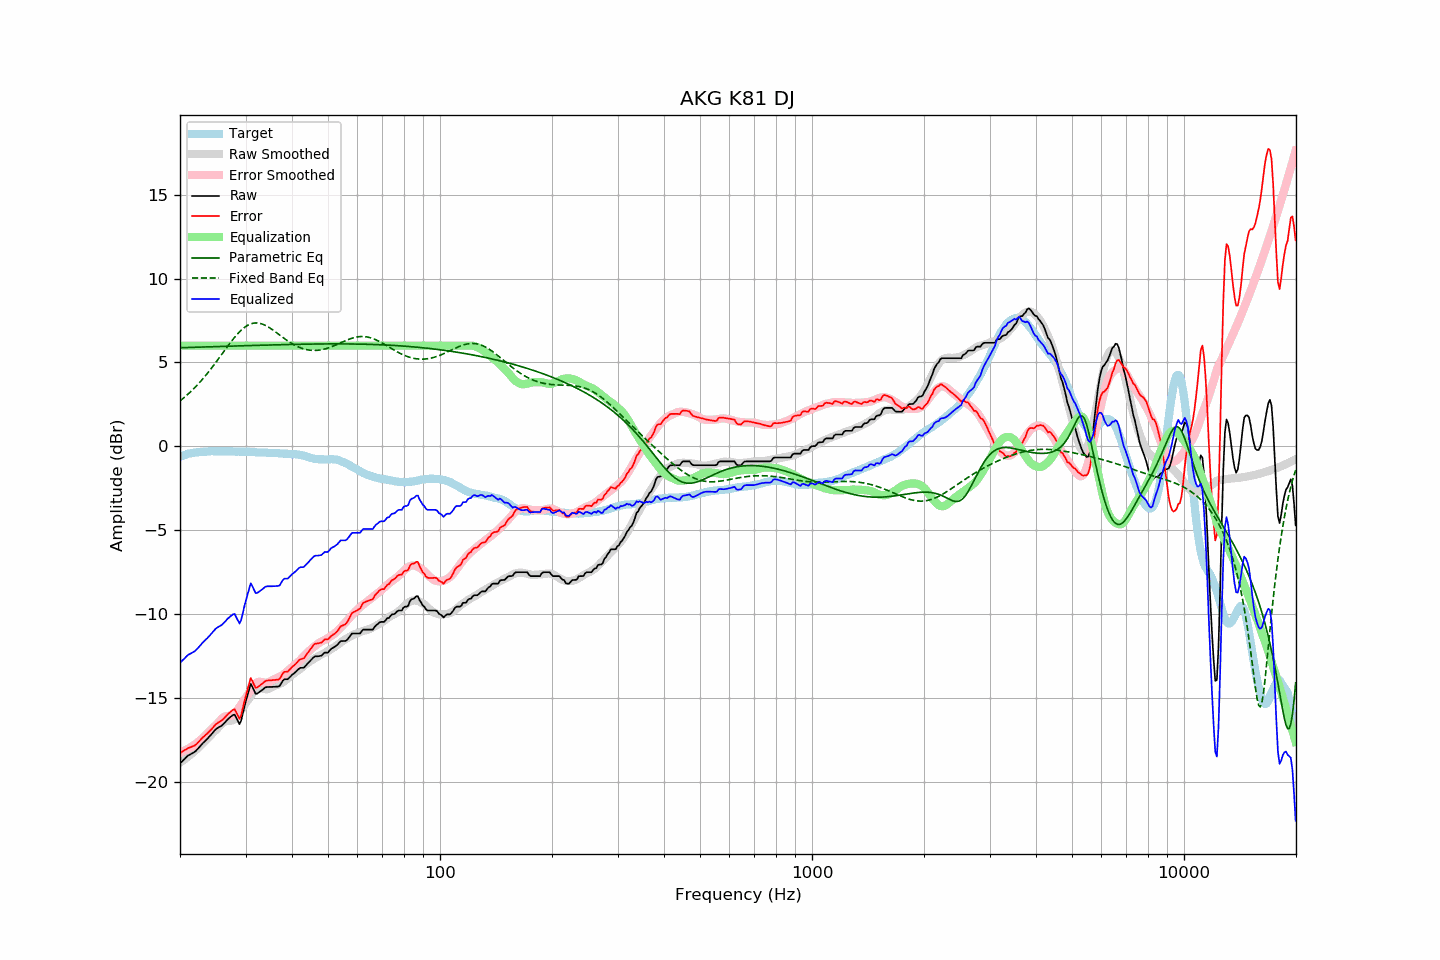 AKG K81 DJ
Target
Raw Smoothed
Error Smoothed
Raw
Error
Equalization
Parametric Eq
Fixed Band Eq
Equalized
Amplitude (dBr)
15
10
5
0
−5
−10
−15
−20
100
1000
10000
Frequency (Hz)